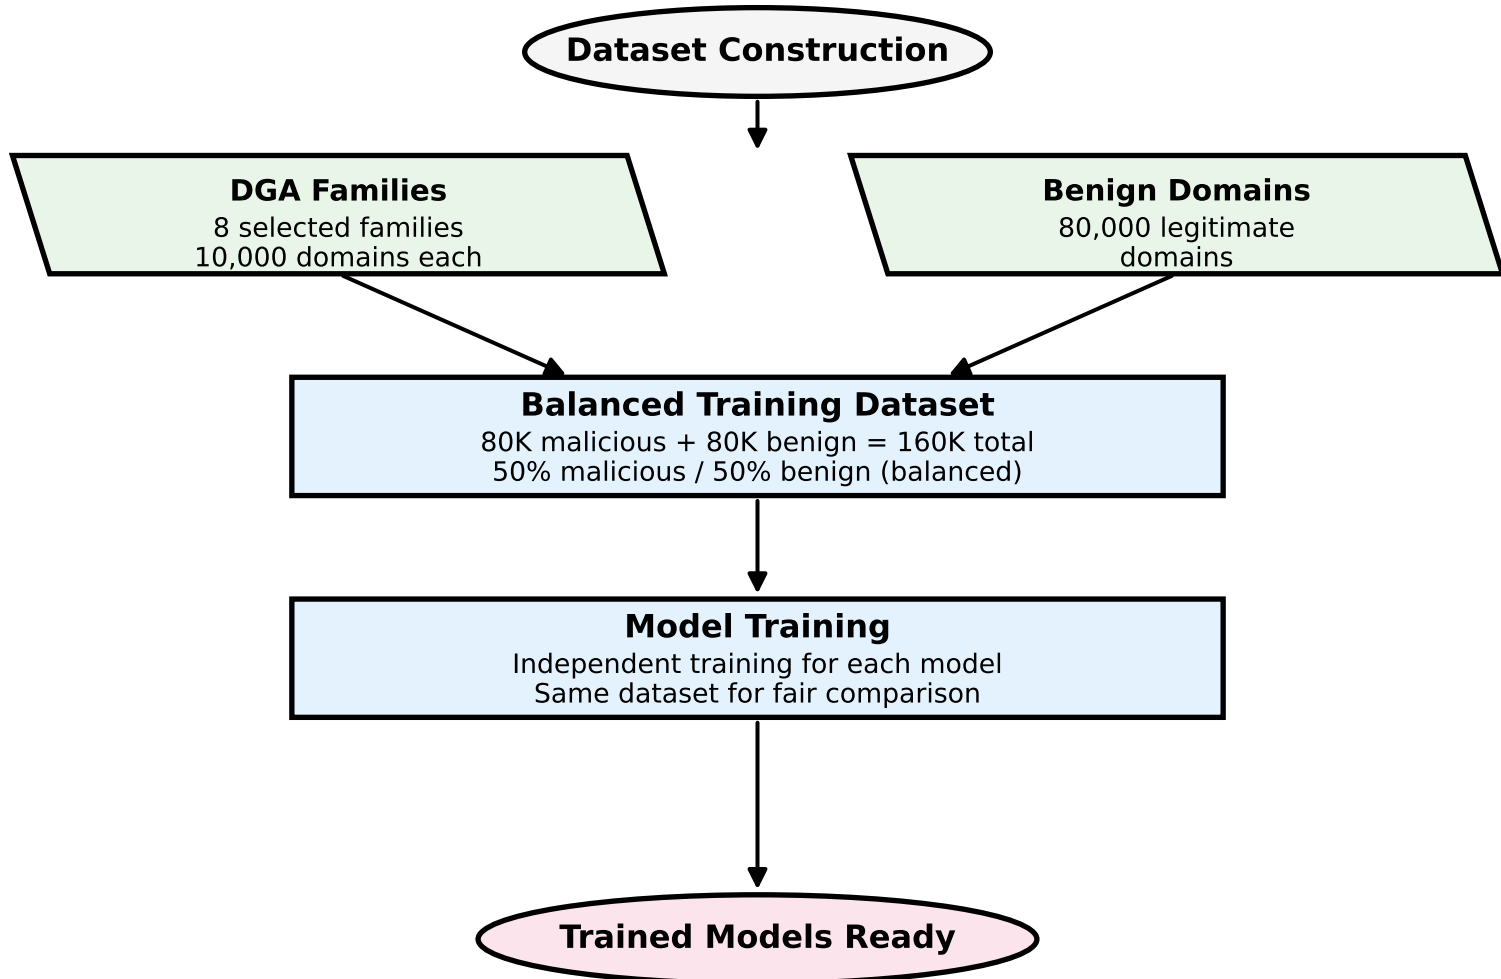 Dataset Construction
DGA Families
8 selected families
10,000 domains each
Benign Domains
80,000 legitimate
domains
Balanced Training Dataset
80K malicious + 80K benign = 160K total
50% malicious / 50% benign (balanced)
Model Training
Independent training for each model
Same dataset for fair comparison
Trained Models Ready